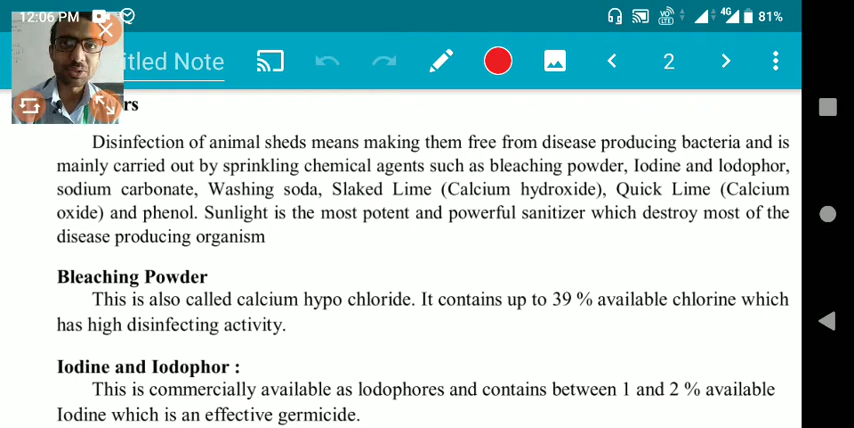 12:06 PM
4G 81%
VO LTE
itled Note
2
rs
Disinfection of animal sheds means making them free from disease producing bacteria and is
mainly carried out by sprinkling chemical agents such as bleaching powder, Iodine and lodophor,
sodium carbonate, Washing soda, Slaked Lime (Calcium hydroxide), Quick Lime (Calcium
oxide) and phenol. Sunlight is the most potent and powerful sanitizer which destroy most of the
disease producing organism
Bleaching Powder
This is also called calcium hypo chloride. It contains up to 39 % available chlorine which
has high disinfecting activity.
Iodine and Iodophor :
This is commercially available as lodophores and contains between 1 and 2 % available
Iodine which is an effective germicide.